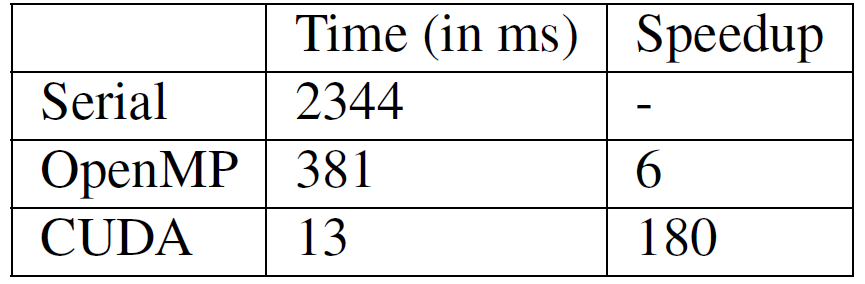 Time (in ms) Speedup
Serial 2344 -
OpenMP 381 6
CUDA 13 180